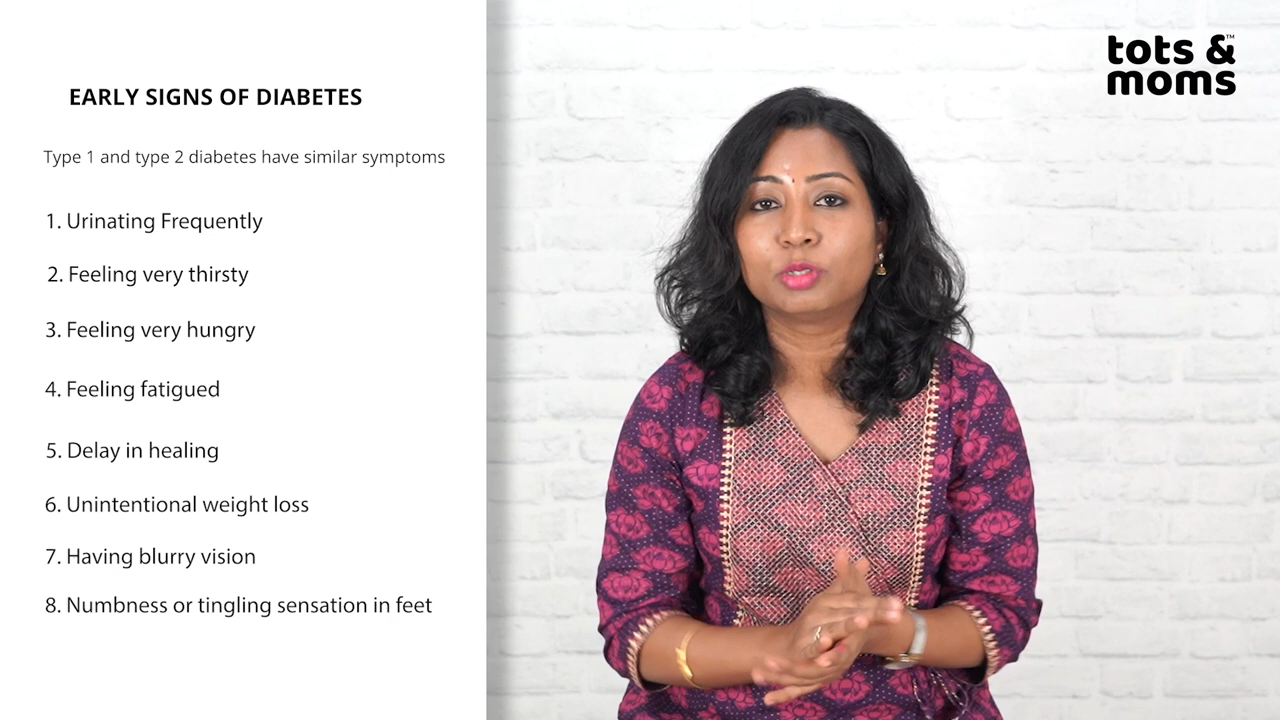 EARLY SIGNS OF DIABETES
Type 1 and type 2 diabetes have similar symptoms
1. Urinating Frequently
2. Feeling very thirsty
3. Feeling very hungry
4. Feeling fatigued
5. Delay in healing
6. Unintentional weight loss
7. Having blurry vision
8. Numbness or tingling sensation in feet
tots &™
moms